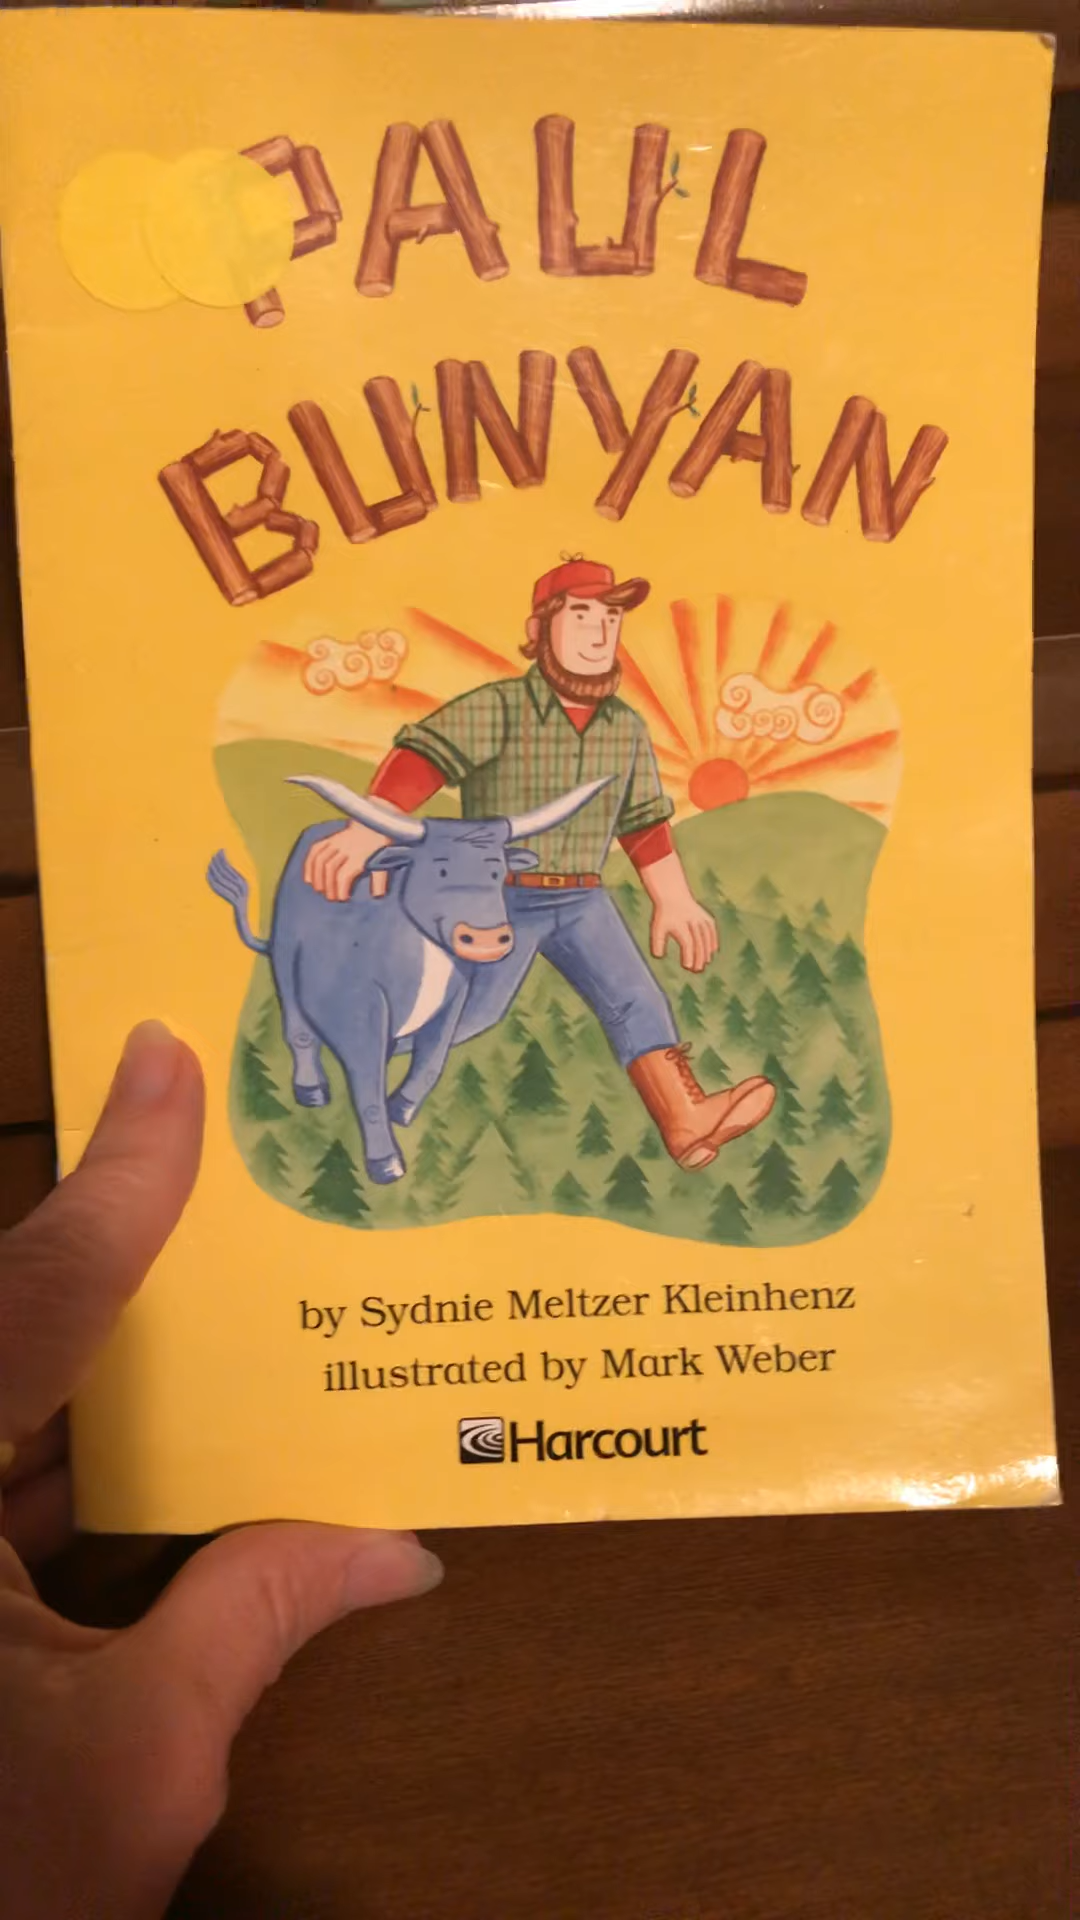 PAUL
BUNYAN
by Sydnie Meltzer Kleinhenz
illustrated by Mark Weber
Harcourt